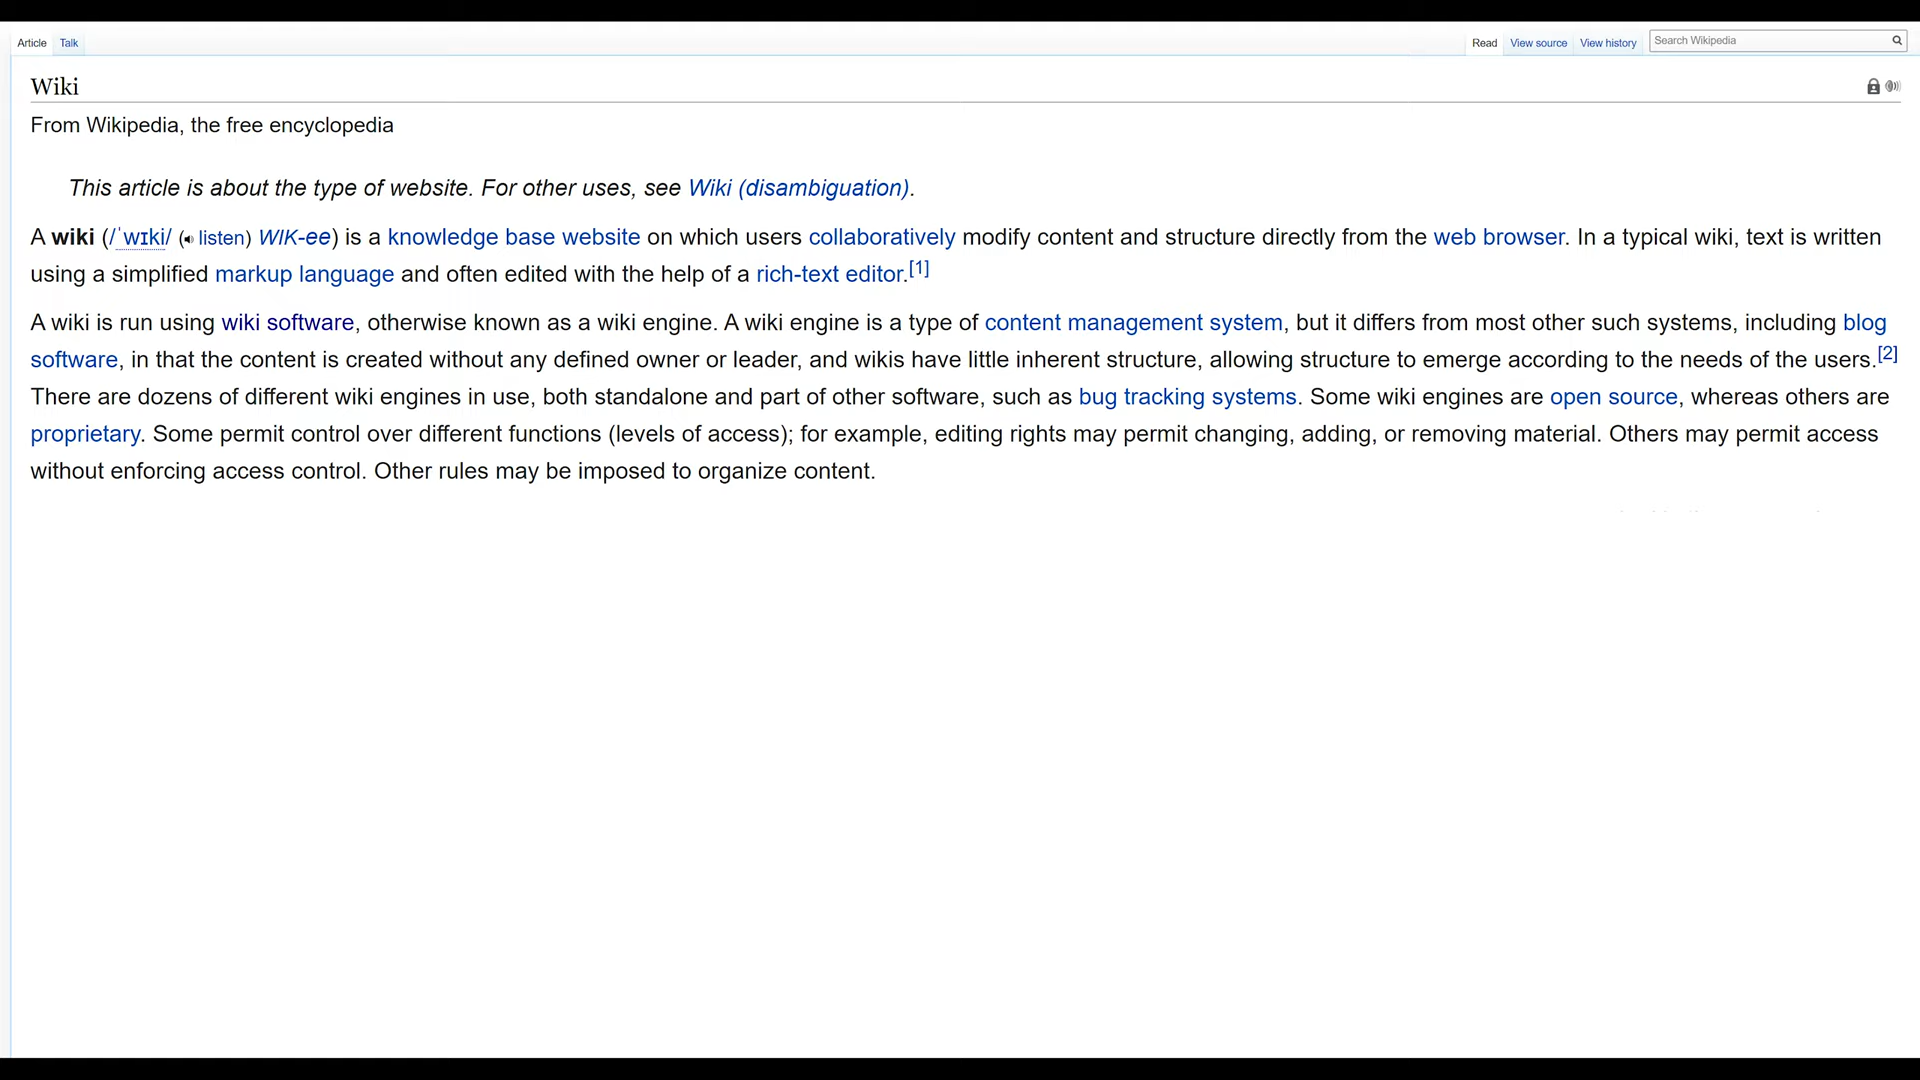 Article Talk Read View source View history Search Wikipedia
Wiki
From Wikipedia, the free encyclopedia
This article is about the type of website. For other uses, see Wiki (disambiguation).
A wiki (/ˈwɪki/ (listen) WIK-ee) is a knowledge base website on which users collaboratively modify content and structure directly from the web browser. In a typical wiki, text is written
using a simplified markup language and often edited with the help of a rich-text editor.[1]
A wiki is run using wiki software, otherwise known as a wiki engine. A wiki engine is a type of content management system, but it differs from most other such systems, including blog
software, in that the content is created without any defined owner or leader, and wikis have little inherent structure, allowing structure to emerge according to the needs of the users.[2]
There are dozens of different wiki engines in use, both standalone and part of other software, such as bug tracking systems. Some wiki engines are open source, whereas others are
proprietary. Some permit control over different functions (levels of access); for example, editing rights may permit changing, adding, or removing material. Others may permit access
without enforcing access control. Other rules may be imposed to organize content.